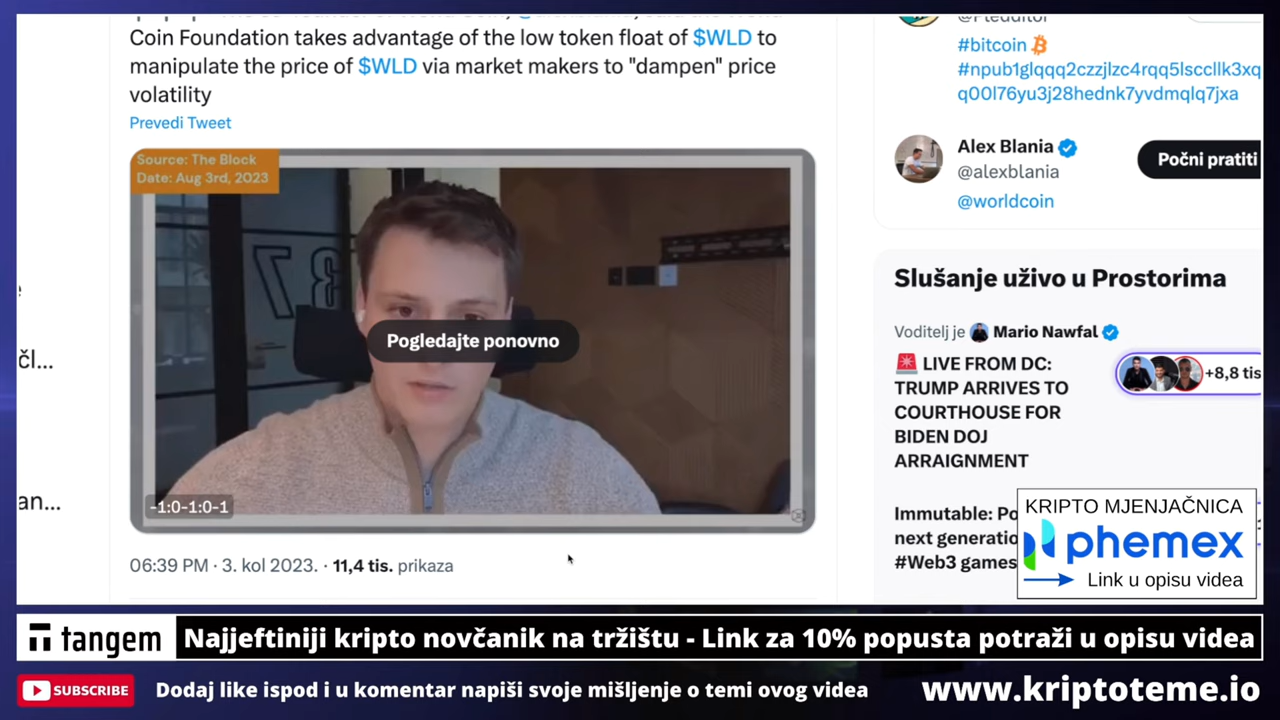 Coin Foundation takes advantage of the low token float of $WLD to
manipulate the price of $WLD via market makers to "dampen" price
volatility
Prevedi Tweet
Source: The Block
Date: Aug 3rd, 2023
37
Pogledajte ponovno
-1:0-1:0-1
06:39 PM · 3. kol 2023. · 11,4 tis. prikaza
čl...
an...
#bitcoin
#npub1glqqq2czzjlzc4rqq5lsccllk3xq
q00l76yu3j28hednk7yvdmqlq7jxa
Alex Blania
@alexblania
@worldcoin
Počni pratiti
Slušanje uživo u Prostorima
Voditelj je Mario Nawfal
🚨 LIVE FROM DC:
TRUMP ARRIVES TO
COURTHOUSE FOR
BIDEN DOJ
ARRAIGNMENT
+8,8 tis
Immutable:
next
#Web3 games
KRIPTO MJENJAČNICA
phemex
Link u opisu videa
tangem
Najjeftiniji kripto novčanik na tržištu - Link za 10% popusta potraži u opisu videa
SUBSCRIBE
Dodaj like ispod i u komentar napiši svoje mišljenje o temi ovog videa
www.kriptoteme.io